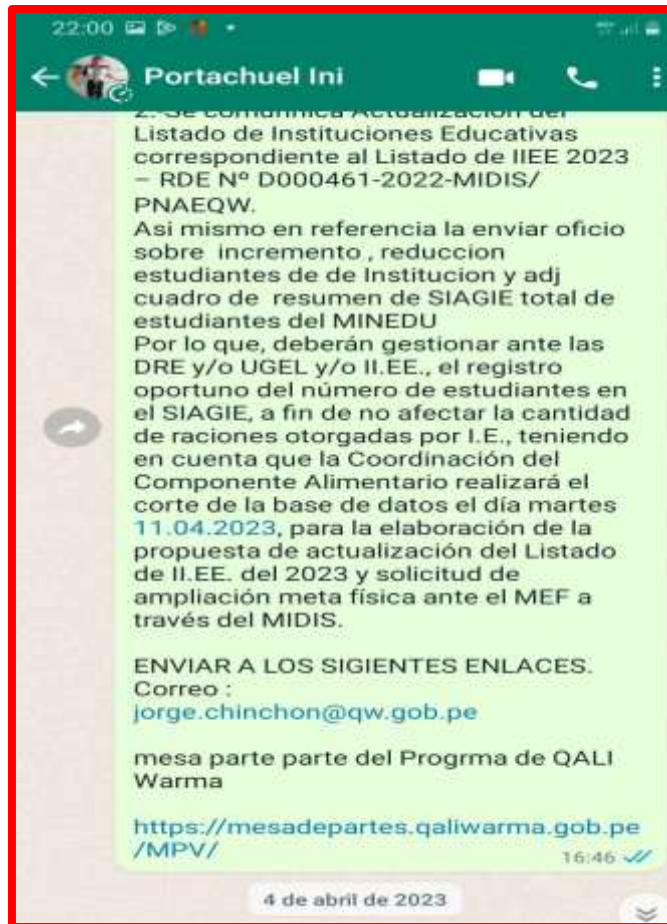 22:00
Portachuel Ini
2. Se comunnica Actualización del
Listado de Instituciones Educativas
correspondiente al Listado de IIEE 2023
– RDE Nº D000461-2022-MIDIS/
PNAEQW.
Asi mismo en referencia la enviar oficio
sobre incremento , reduccion
estudiantes de de Institucion y adj
cuadro de resumen de SIAGIE total de
estudiantes del MINEDU
Por lo que, deberán gestionar ante las
DRE y/o UGEL y/o II.EE., el registro
oportuno del número de estudiantes en
el SIAGIE, a fin de no afectar la cantidad
de raciones otorgadas por I.E., teniendo
en cuenta que la Coordinación del
Componente Alimentario realizará el
corte de la base de datos el día martes
11.04.2023, para la elaboración de la
propuesta de actualización del Listado
de II.EE. del 2023 y solicitud de
ampliación meta física ante el MEF a
través del MIDIS.
ENVIAR A LOS SIGIENTES ENLACES.
Correo :
jorge.chinchon@qw.gob.pe
mesa parte parte del Progrma de QALI
Warma
https://mesadepartes.qaliwarma.gob.pe
/MPV/
16:46
4 de abril de 2023